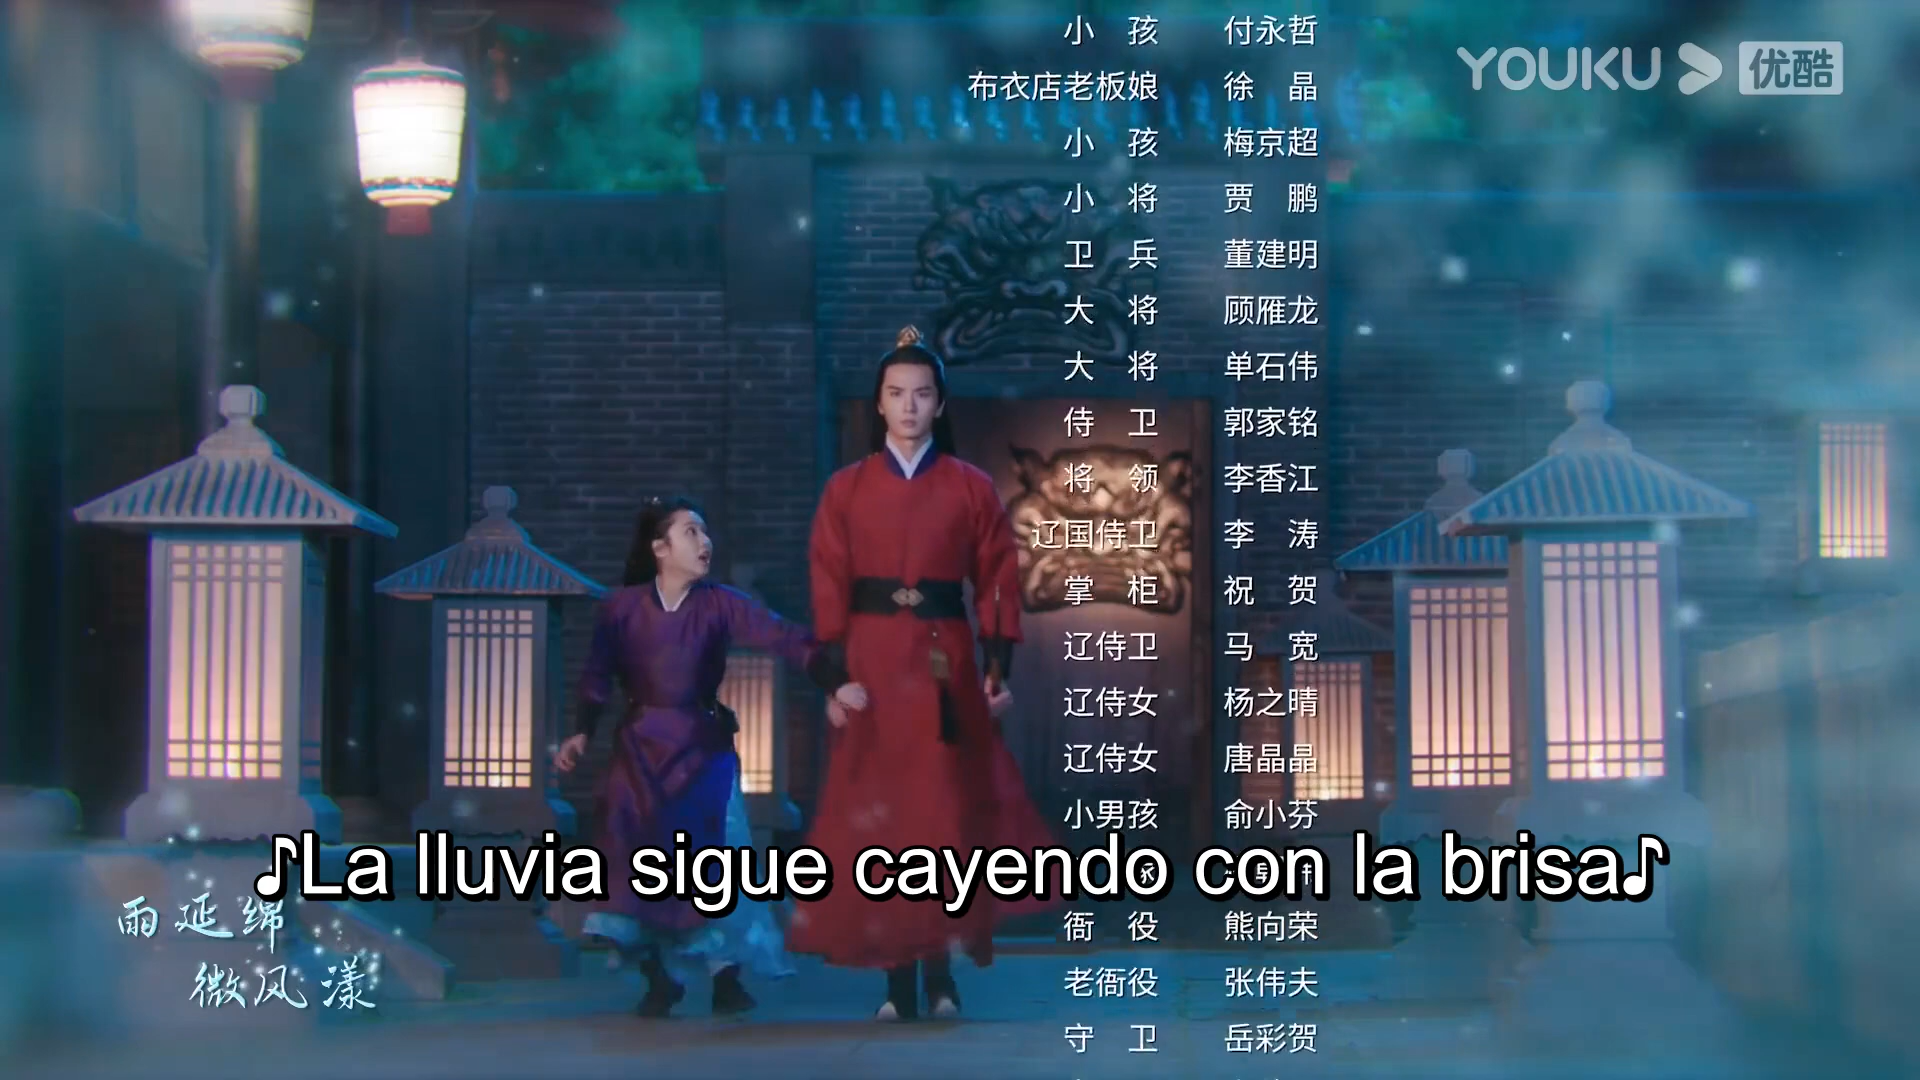 小孩 付永哲
YOUKU 优酷
布衣店老板娘 徐晶
小孩 梅京超
小将 贾鹏
卫兵 董建明
大将 顾雁龙
大将 单石伟
侍卫 郭家铭
将领 李香江
辽国侍卫 李涛
掌柜 祝贺
辽侍卫 马宽
辽侍女 杨之晴
辽侍女 唐晶晶
小男孩 俞小芬
♪La lluvia sigue cayendo con la brisa♪
雨延绵
衙役 熊向荣
微风漾
老衙役 张伟夫
守卫 岳彩贺